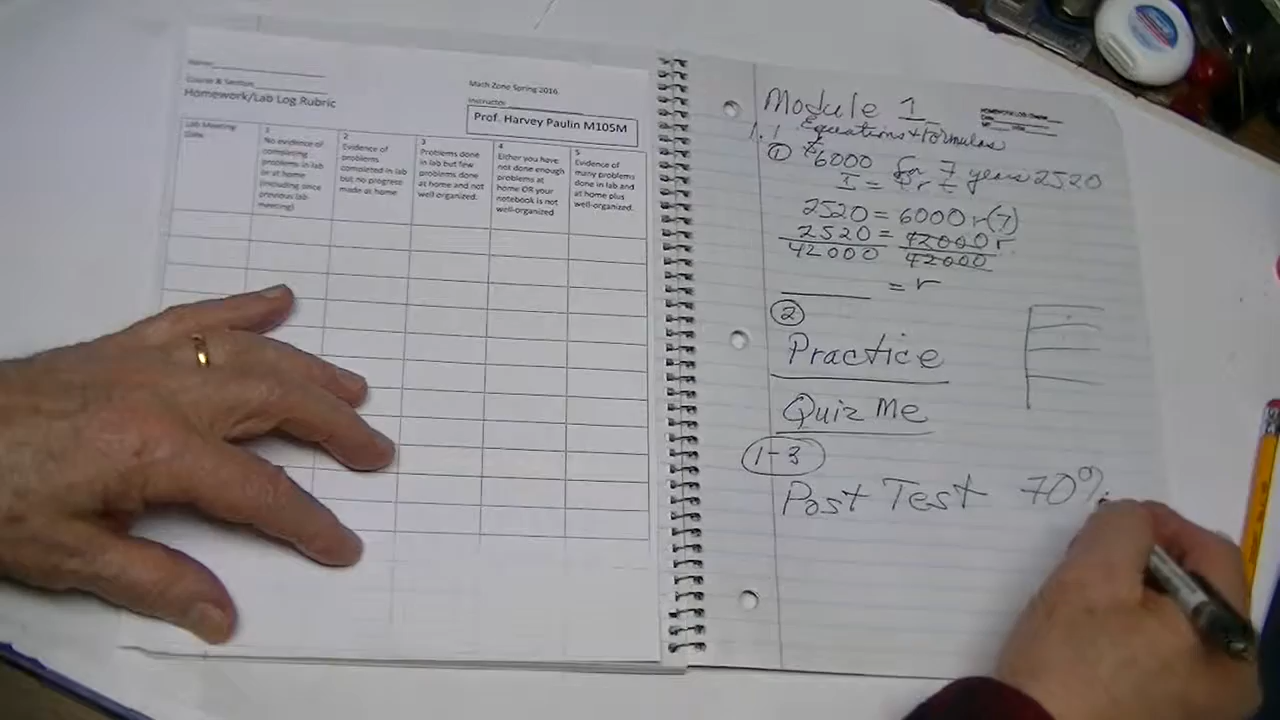 Name:
Course & Section
Homework/Lab Log Rubric
Math Zone Spring 2016
Instructor
Prof. Harvey Paulin M105M
Lab Meeting
Date:
1
No evidence of
completing
problems in lab
or at home
(including since
previous lab
meeting)
2
Evidence of
problems
completed in lab
but no progress
made at home
3
Problems done
in lab but few
problems done
at home and not
well organized.
4
Either you have
not done enough
problems at
home OR your
notebook is not
well-organized
5
Evidence of
many problems
done in lab and
at home plus
well-organized.
Module 1
1.1 Equations + formulas
① $6000 for 7 years 2520
I = Prt
2520 = 6000 r(7)
2520 = 42000r
42000 42000
= r
②
Practice
Quiz Me
1-3
Post Test 70%